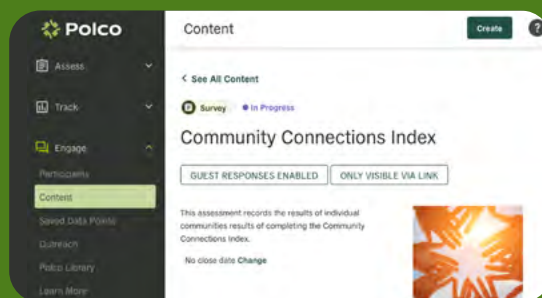 Polco
Assess
Track
Engage
Participants
Content
Saved Data Points
Outreach
Polco Library
Learn More
Content
Create
?
< See All Content
Survey
In Progress
Community Connections Index
GUEST RESPONSES ENABLED
ONLY VISIBLE VIA LINK
This assessment records the results of individual
communities results of completing the Community
Connections Index.
No close date Change